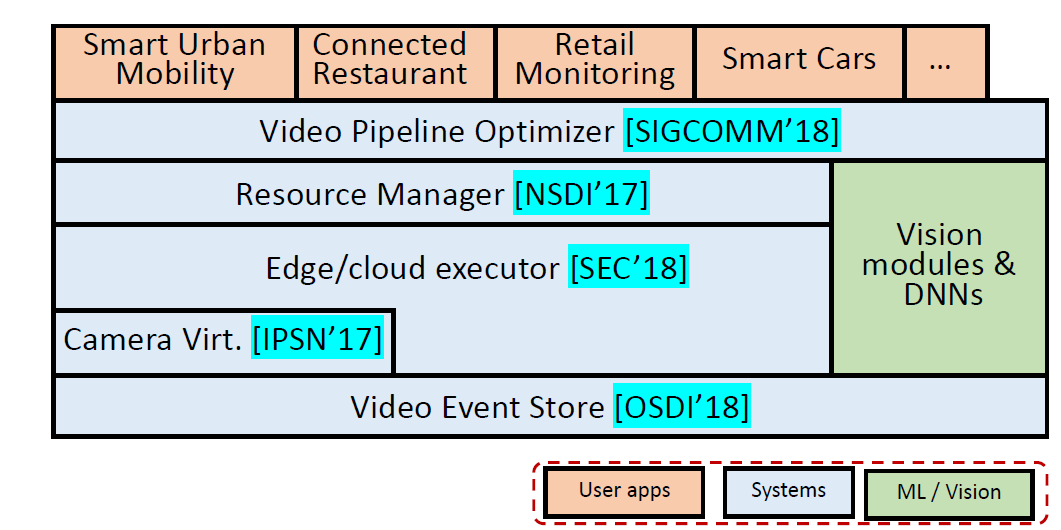 Smart Urban
Mobility
Connected
Restaurant
Retail
Monitoring
Smart Cars
...
Video Pipeline Optimizer [SIGCOMM’18]
Resource Manager [NSDI’17]
Edge/cloud executor [SEC’18]
Vision
modules &
DNNs
Camera Virt. [IPSN’17]
Video Event Store [OSDI’18]
User apps
Systems
ML / Vision